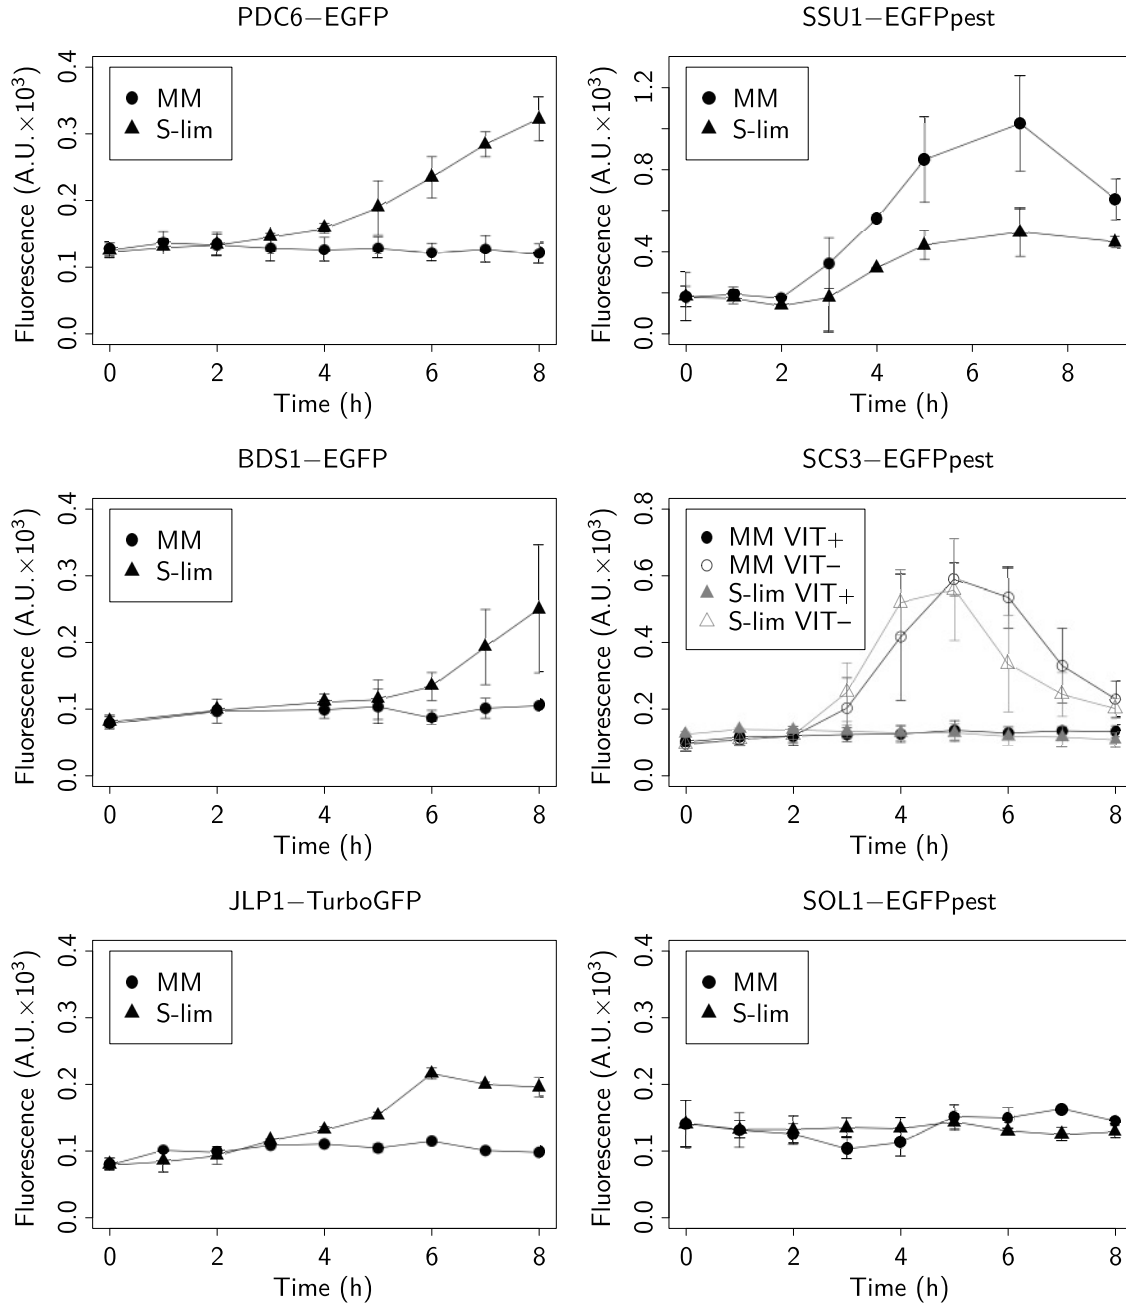 PDC6−EGFP
Fluorescence (A.U.×10³)
0.4
0.3
0.2
0.1
0.0
MM
S-lim
0 2 4 6 8
Time (h)
SSU1−EGFPpest
Fluorescence (A.U.×10³)
1.2
0.8
0.4
0.0
MM
S-lim
0 2 4 6 8
Time (h)
BDS1−EGFP
Fluorescence (A.U.×10³)
0.4
0.3
0.2
0.1
0.0
MM
S-lim
0 2 4 6 8
Time (h)
SCS3−EGFPpest
Fluorescence (A.U.×10³)
0.8
0.6
0.4
0.2
0.0
MM VIT+
MM VIT−
S-lim VIT+
S-lim VIT−
0 2 4 6 8
Time (h)
JLP1−TurboGFP
Fluorescence (A.U.×10³)
0.4
0.3
0.2
0.1
0.0
MM
S-lim
0 2 4 6 8
Time (h)
SOL1−EGFPpest
Fluorescence (A.U.×10³)
0.4
0.3
0.2
0.1
0.0
MM
S-lim
0 2 4 6 8
Time (h)